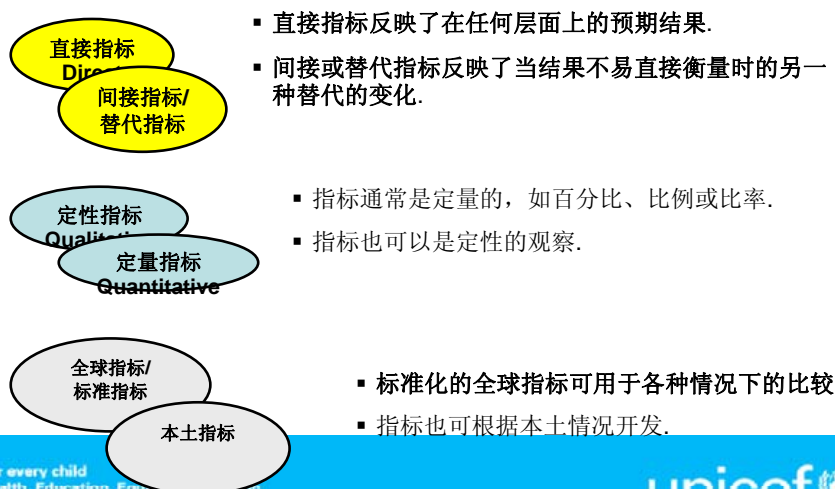 直接指标
▪ 直接指标反映了在任何层面上的预期结果.
间接指标/
替代指标
▪ 间接或替代指标反映了当结果不易直接衡量时的另一
种替代的变化.
定性指标
定量指标
Quantitative
▪ 指标通常是定量的，如百分比、比例或比率.
▪ 指标也可以是定性的观察.
全球指标/
标准指标
本土指标
▪ 标准化的全球指标可用于各种情况下的比较
▪ 指标也可根据本土情况开发.
every child
unicef